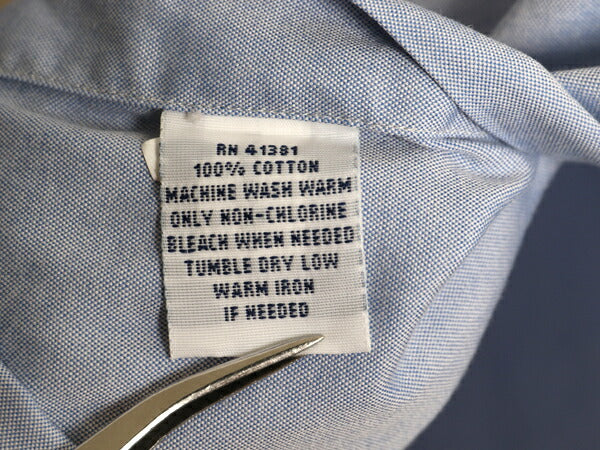 RN 41381
100% COTTON
MACHINE WASH WARM
ONLY NON-CHLORINE
BLEACH WHEN NEEDED
TUMBLE DRY LOW
WARM IRON
IF NEEDED